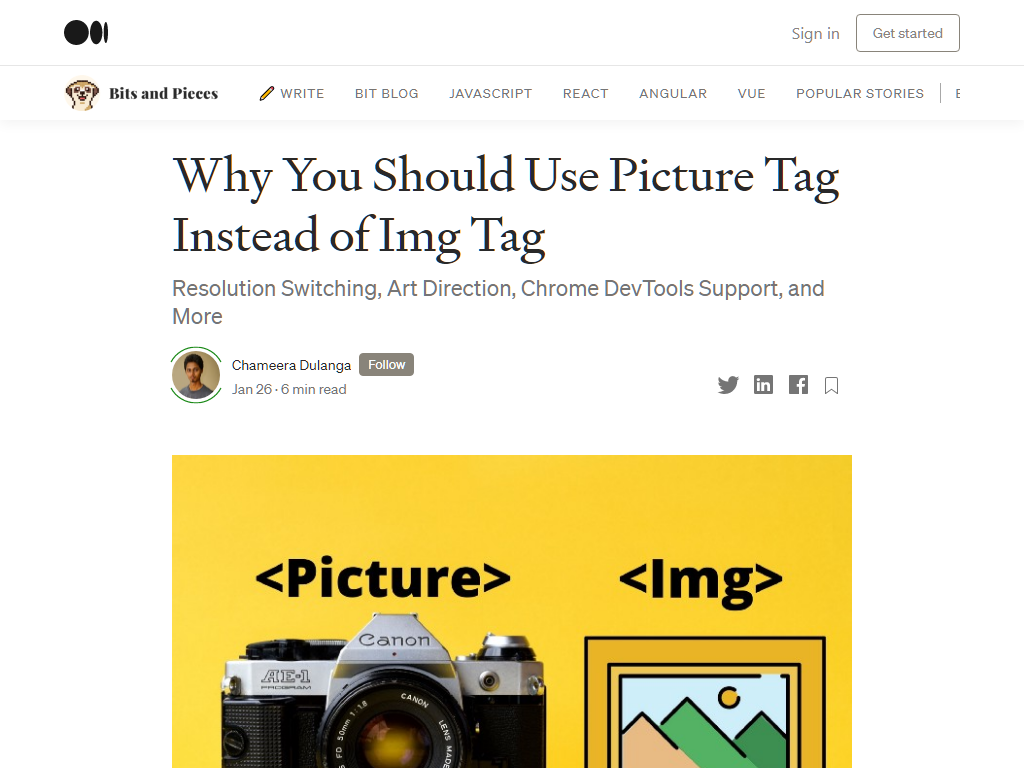 Sign in
Get started
Bits and Pieces
WRITE
BIT BLOG
JAVASCRIPT
REACT
ANGULAR
VUE
POPULAR STORIES
Why You Should Use Picture Tag
Instead of Img Tag
Resolution Switching, Art Direction, Chrome DevTools Support, and
More
Chameera Dulanga
Follow
Jan 26 · 6 min read
<Picture>
<Img>
Canon
AE-1
PROGRAM
CANON
LENS MADE
FD 50mm 1:1.8